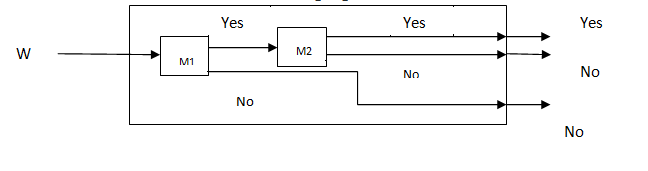 Yes Yes Yes
W M1 M2
No No
No
No